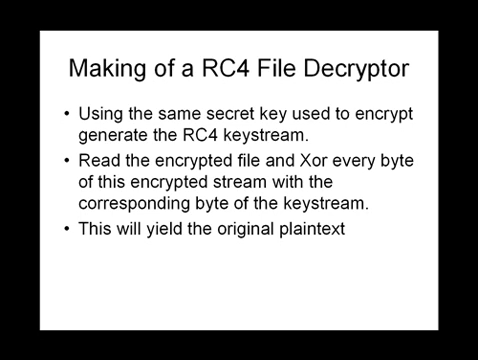 Making of a RC4 File Decryptor
• Using the same secret key used to encrypt
generate the RC4 keystream.
• Read the encrypted file and Xor every byte
of this encrypted stream with the
corresponding byte of the keystream.
• This will yield the original plaintext